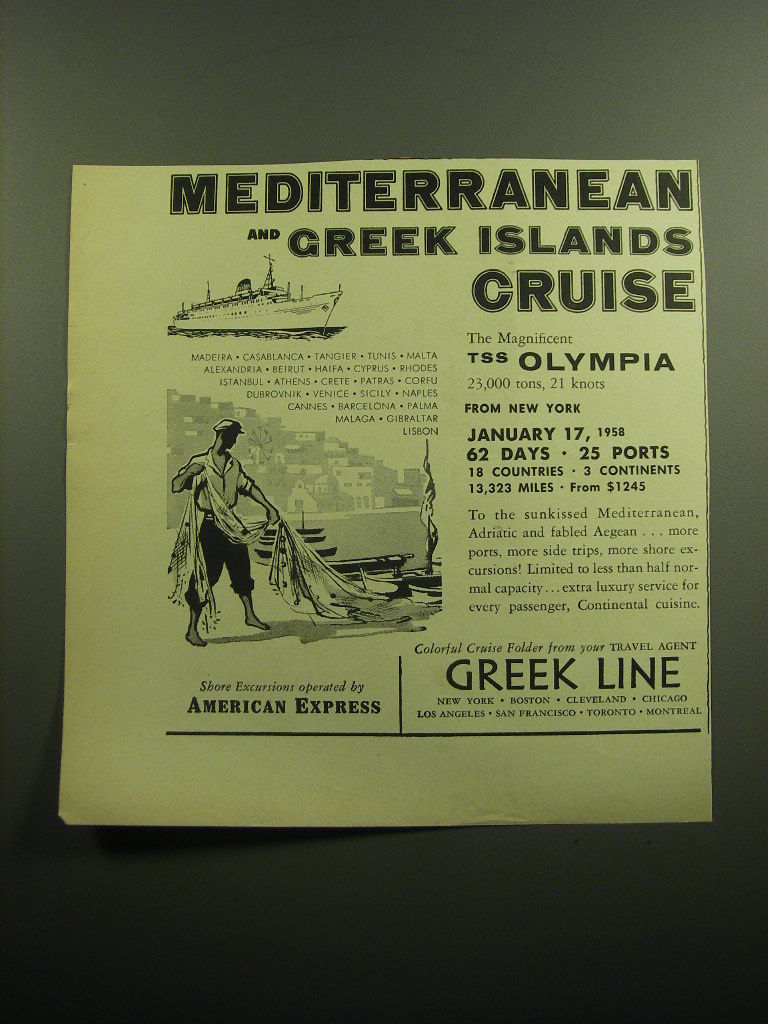 MEDITERRANEAN
AND GREEK ISLANDS
CRUISE
MADEIRA • CASABLANCA • TANGIER • TUNIS • MALTA
ALEXANDRIA • BEIRUT • HAIFA • CYPRUS • RHODES
ISTANBUL • ATHENS • CRETE • PATRAS • CORFU
DUBROVNIK • VENICE • SICILY • NAPLES
CANNES • BARCELONA • PALMA
MALAGA • GIBRALTAR
LISBON
The Magnificent
TSS OLYMPIA
23,000 tons, 21 knots
FROM NEW YORK
JANUARY 17, 1958
62 DAYS • 25 PORTS
18 COUNTRIES • 3 CONTINENTS
13,323 MILES • From $1245
To the sunkissed Mediterranean,
Adriatic and fabled Aegean . . . more
ports, more side trips, more shore ex-
cursions! Limited to less than half nor-
mal capacity . . . extra luxury service for
every passenger, Continental cuisine.
Shore Excursions operated by
AMERICAN EXPRESS
Colorful Cruise Folder from your TRAVEL AGENT
GREEK LINE
NEW YORK • BOSTON • CLEVELAND • CHICAGO
LOS ANGELES • SAN FRANCISCO • TORONTO • MONTREAL